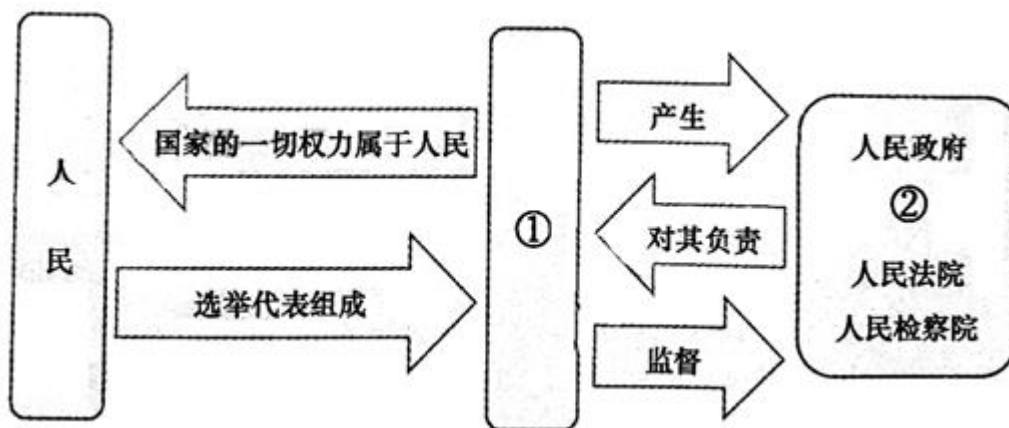 人民
国家的一切权力属于人民
选举代表组成
①
产生
对其负责
监督
人民政府
②
人民法院
人民检察院